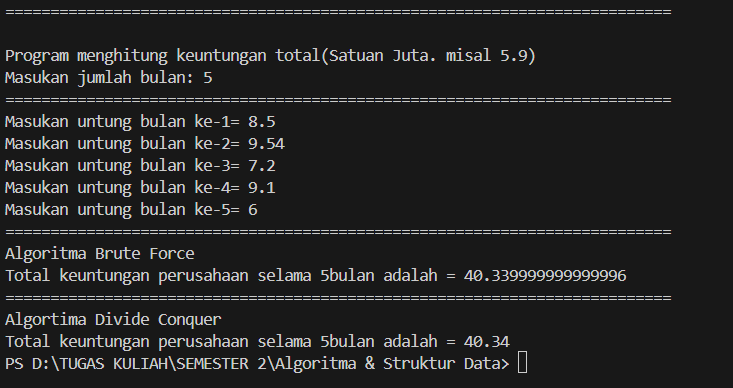 ==========================================================================
Program menghitung keuntungan total(Satuan Juta. misal 5.9)
Masukan jumlah bulan: 5
==========================================================================
Masukan untung bulan ke-1= 8.5
Masukan untung bulan ke-2= 9.54
Masukan untung bulan ke-3= 7.2
Masukan untung bulan ke-4= 9.1
Masukan untung bulan ke-5= 6
==========================================================================
Algoritma Brute Force
Total keuntungan perusahaan selama 5bulan adalah = 40.339999999999996
==========================================================================
Algortima Divide Conquer
Total keuntungan perusahaan selama 5bulan adalah = 40.34
PS D:\TUGAS KULIAH\SEMESTER 2\Algoritma & Struktur Data>